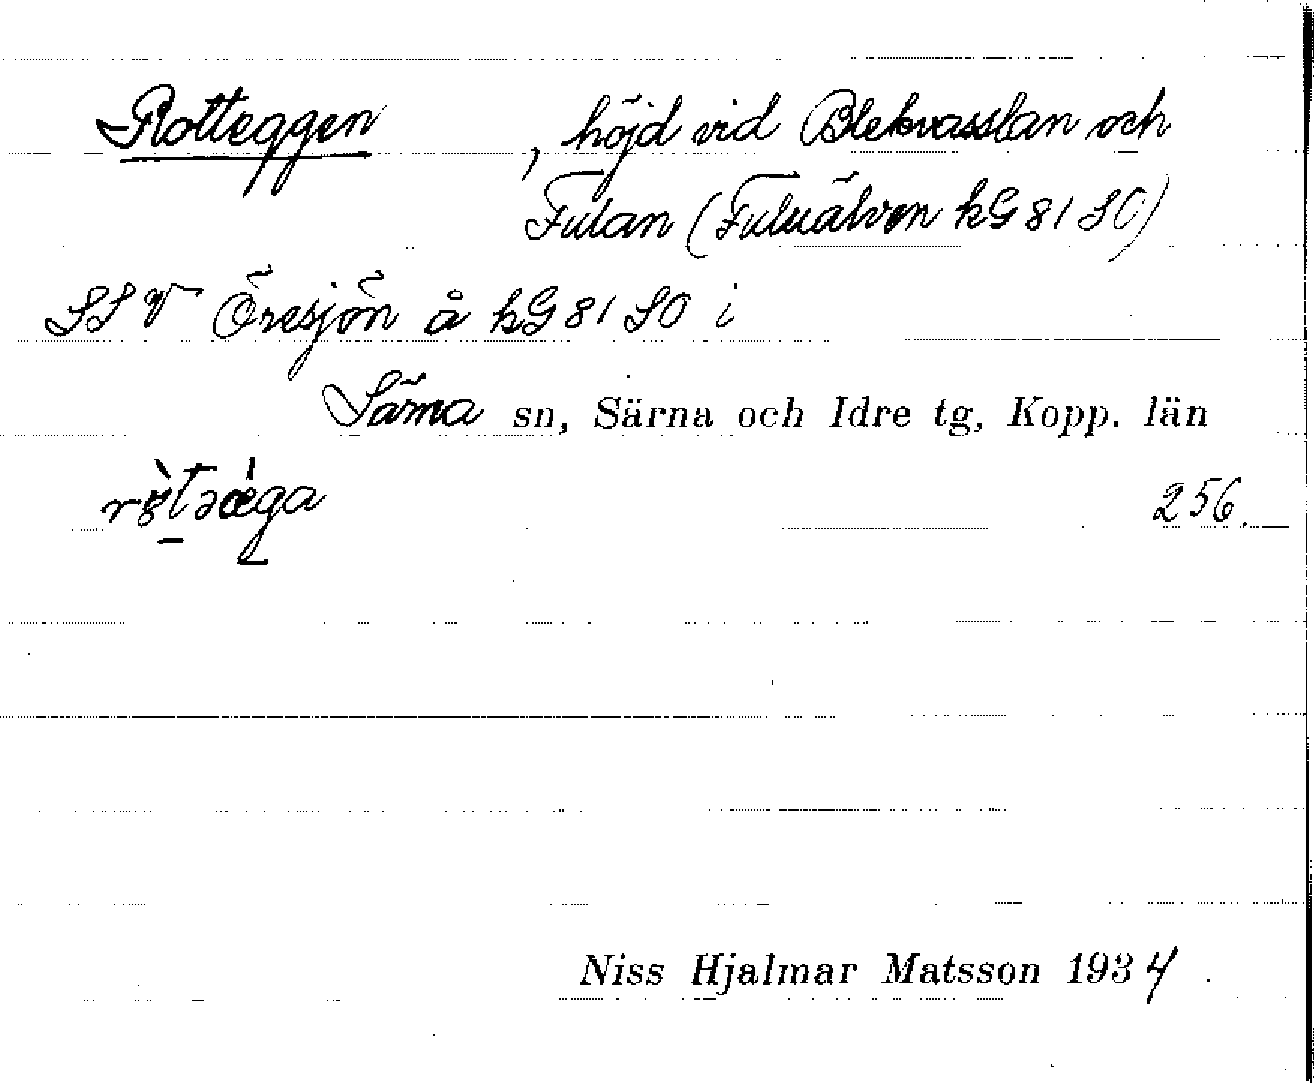 Rotteggen, höjd vid Blekvasslan och
Fulan (Fuluälven kG 81 SO)
SSV Öresjön å kG 81 SO i
Särna sn, Särna och Idre tg, Kopp. län
256.
Niss Hjalmar Matsson 1934.